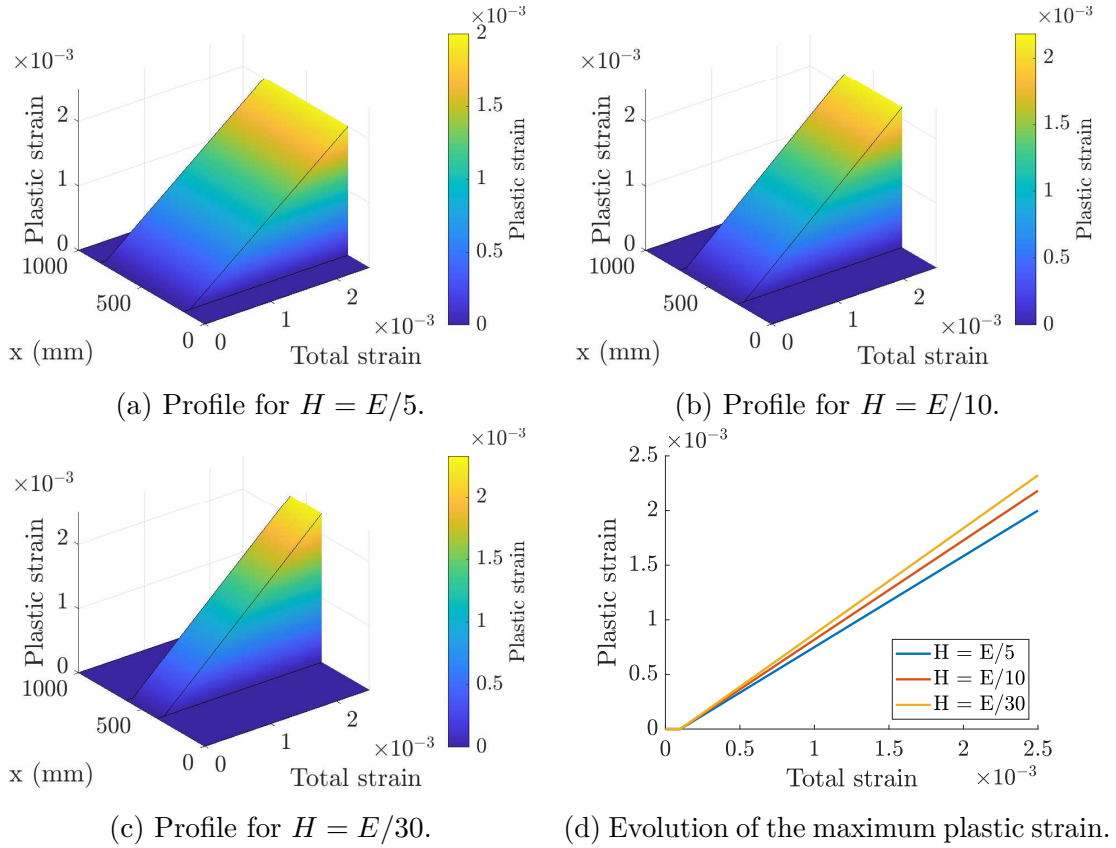 ×10⁻³
2
×10⁻³
2
1.5
1
1
0.5
0
1000
500
0
0
1
2
×10⁻³
0
Plastic strain
Plastic strain
x (mm)
Total strain
(a) Profile for H = E/5.
×10⁻³
×10⁻³
2
2
1.5
1
1
0.5
0
1000
500
0
0
1
2
×10⁻³
0
Plastic strain
Plastic strain
x (mm)
Total strain
(b) Profile for H = E/10.
×10⁻³
×10⁻³
2
2
1.5
1
1
0.5
0
1000
500
0
0
1
2
×10⁻³
0
Plastic strain
Plastic strain
x (mm)
Total strain
(c) Profile for H = E/30.
×10⁻³
2.5
2
1.5
1
0.5
0
Plastic strain
H = E/5
H = E/10
H = E/30
0 0.5 1 1.5 2 2.5
Total strain ×10⁻³
(d) Evolution of the maximum plastic strain.